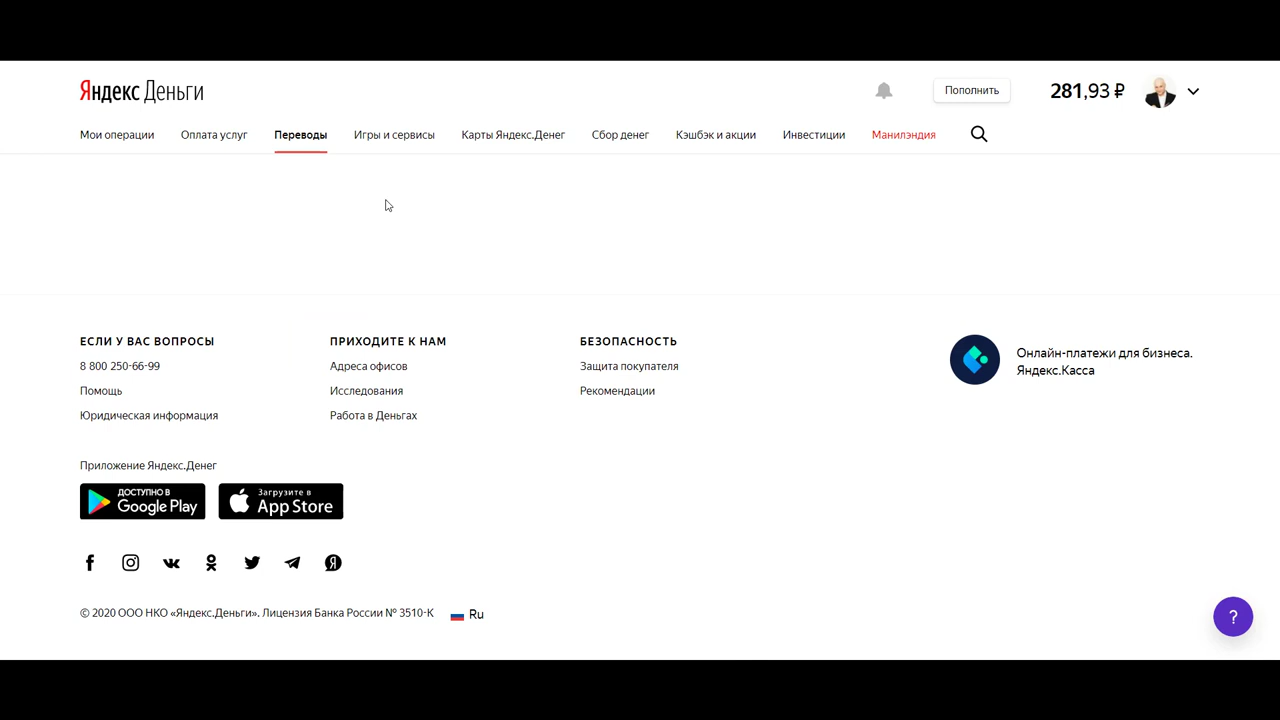 Яндекс Деньги
Пополнить
281,93 ₽
Мои операции Оплата услуг Переводы Игры и сервисы Карты Яндекс.Денег Сбор денег Кэшбэк и акции Инвестиции Манилэндия
ЕСЛИ У ВАС ВОПРОСЫ
8 800 250-66-99
Помощь
Юридическая информация
ПРИХОДИТЕ К НАМ
Адреса офисов
Исследования
Работа в Деньгах
БЕЗОПАСНОСТЬ
Защита покупателя
Рекомендации
Онлайн-платежи для бизнеса.
Яндекс.Касса
Приложение Яндекс.Денег
ДОСТУПНО В
Google Play
Загрузите в
App Store
© 2020 ООО НКО «Яндекс.Деньги». Лицензия Банка России № 3510-К Ru
?